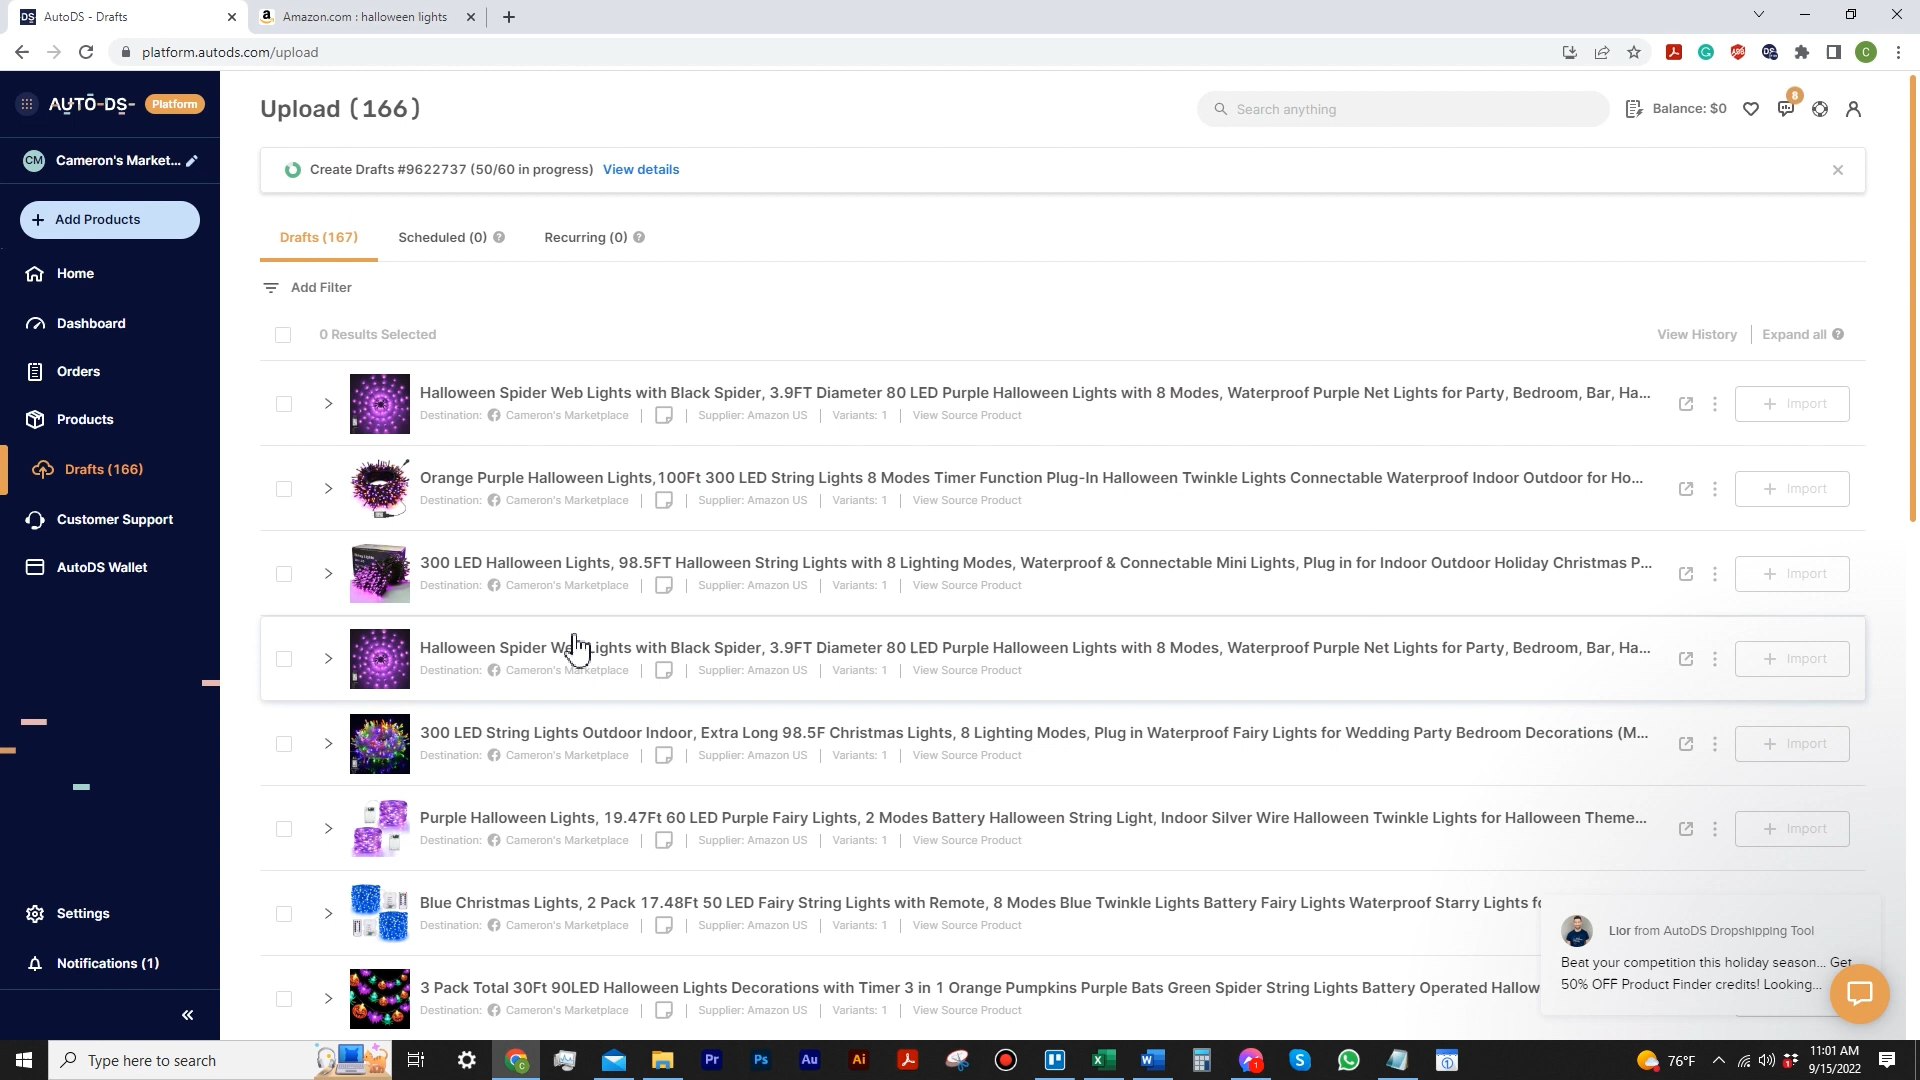 AutoDS - Drafts
Amazon.com : halloween lights
platform.autods.com/upload
AUTO-DS- Platform
Upload (166)
Search anything
Balance: $0
8
CM Cameron's Market...
Create Drafts #9622737 (50/60 in progress) View details
Add Products
Drafts (167) Scheduled (0) Recurring (0)
Home
Add Filter
Dashboard
0 Results Selected
View History Expand all
Orders
Halloween Spider Web Lights with Black Spider, 3.9FT Diameter 80 LED Purple Halloween Lights with 8 Modes, Waterproof Purple Net Lights for Party, Bedroom, Bar, Ha...
Destination: Cameron's Marketplace Supplier: Amazon US Variants: 1 View Source Product
Import
Products
Drafts (166)
Orange Purple Halloween Lights,100Ft 300 LED String Lights 8 Modes Timer Function Plug-In Halloween Twinkle Lights Connectable Waterproof Indoor Outdoor for Ho...
Destination: Cameron's Marketplace Supplier: Amazon US Variants: 1 View Source Product
Import
Customer Support
AutoDS Wallet
300 LED Halloween Lights, 98.5FT Halloween String Lights with 8 Lighting Modes, Waterproof & Connectable Mini Lights, Plug in for Indoor Outdoor Holiday Christmas P...
Destination: Cameron's Marketplace Supplier: Amazon US Variants: 1 View Source Product
Import
Halloween Spider Web Lights with Black Spider, 3.9FT Diameter 80 LED Purple Halloween Lights with 8 Modes, Waterproof Purple Net Lights for Party, Bedroom, Bar, Ha...
Destination: Cameron's Marketplace Supplier: Amazon US Variants: 1 View Source Product
Import
300 LED String Lights Outdoor Indoor, Extra Long 98.5F Christmas Lights, 8 Lighting Modes, Plug in Waterproof Fairy Lights for Wedding Party Bedroom Decorations (M...
Destination: Cameron's Marketplace Supplier: Amazon US Variants: 1 View Source Product
Import
Purple Halloween Lights, 19.47Ft 60 LED Purple Fairy Lights, 2 Modes Battery Halloween String Light, Indoor Silver Wire Halloween Twinkle Lights for Halloween Theme...
Destination: Cameron's Marketplace Supplier: Amazon US Variants: 1 View Source Product
Import
Blue Christmas Lights, 2 Pack 17.48Ft 50 LED Fairy String Lights with Remote, 8 Modes Blue Twinkle Lights Battery Fairy Lights Waterproof Starry Lights fo
Destination: Cameron's Marketplace Supplier: Amazon US Variants: 1 View Source Product
Settings
Lior from AutoDS Dropshipping Tool
Beat your competition this holiday season... Get
50% OFF Product Finder credits! Looking...
Notifications (1)
3 Pack Total 30Ft 90LED Halloween Lights Decorations with Timer 3 in 1 Orange Pumpkins Purple Bats Green Spider String Lights Battery Operated Hallow
Destination: Cameron's Marketplace Supplier: Amazon US Variants: 1 View Source Product
Type here to search
76°F
11:01 AM
9/15/2022